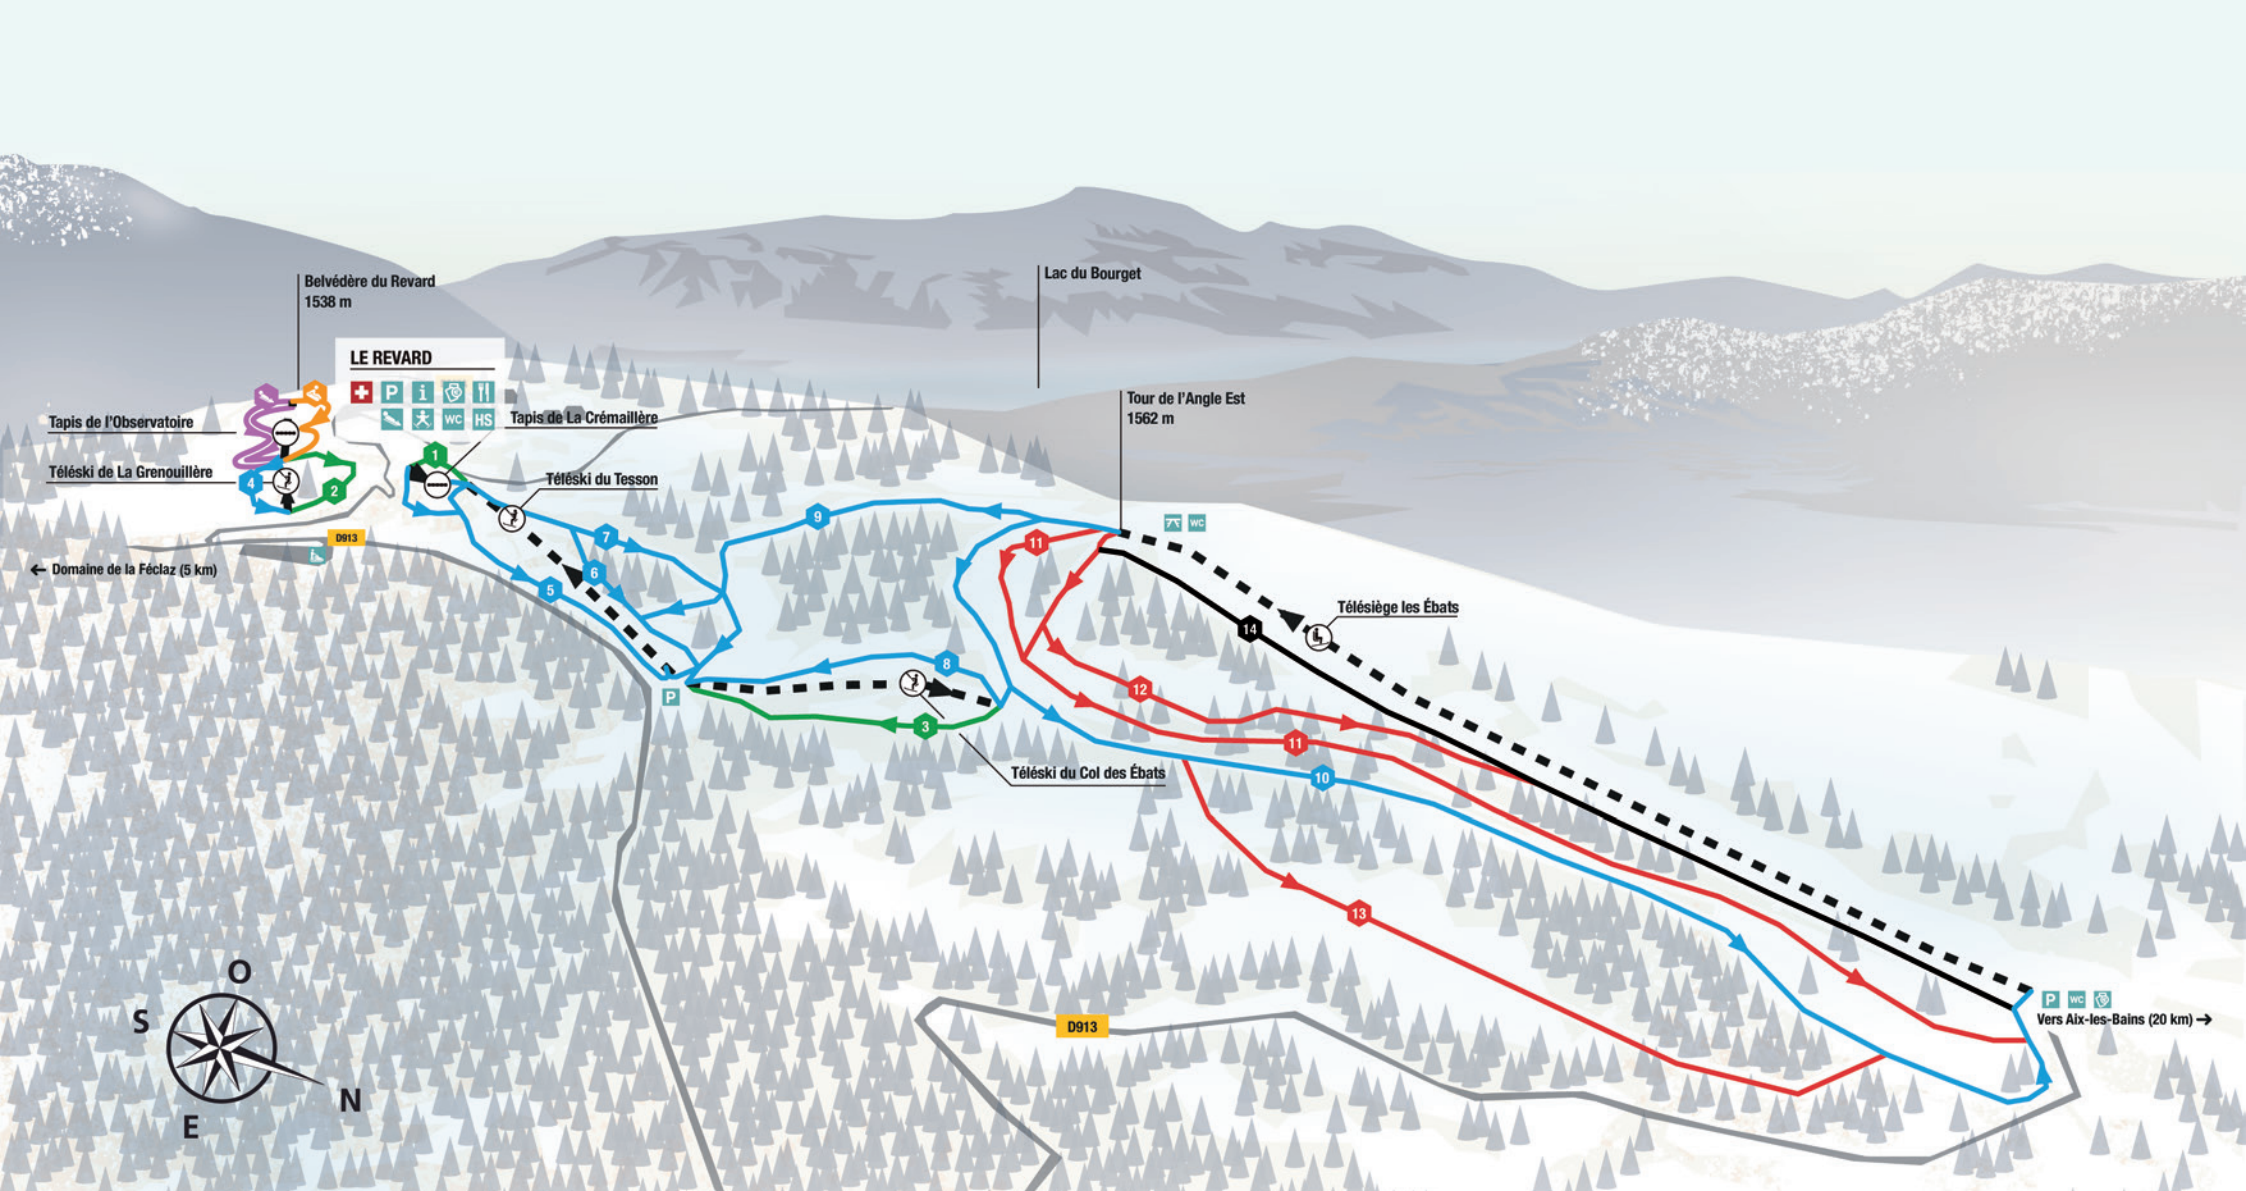 Belvédère du Revard
1538 m
Lac du Bourget
LE REVARD
P i
WC HS
Tapis de l'Observatoire
Tapis de La Crémaillère
Tour de l'Angle Est
1562 m
Téléski de La Grenouillère
Téléski du Tesson
1
4
2
9
7
11
WC
D913
← Domaine de la Féclaz (5 km)
6
5
Télésiège les Ébats
14
8
P
12
3
11
Téléski du Col des Ébats
10
13
O
S
N
E
D913
P WC
Vers Aix-les-Bains (20 km) →